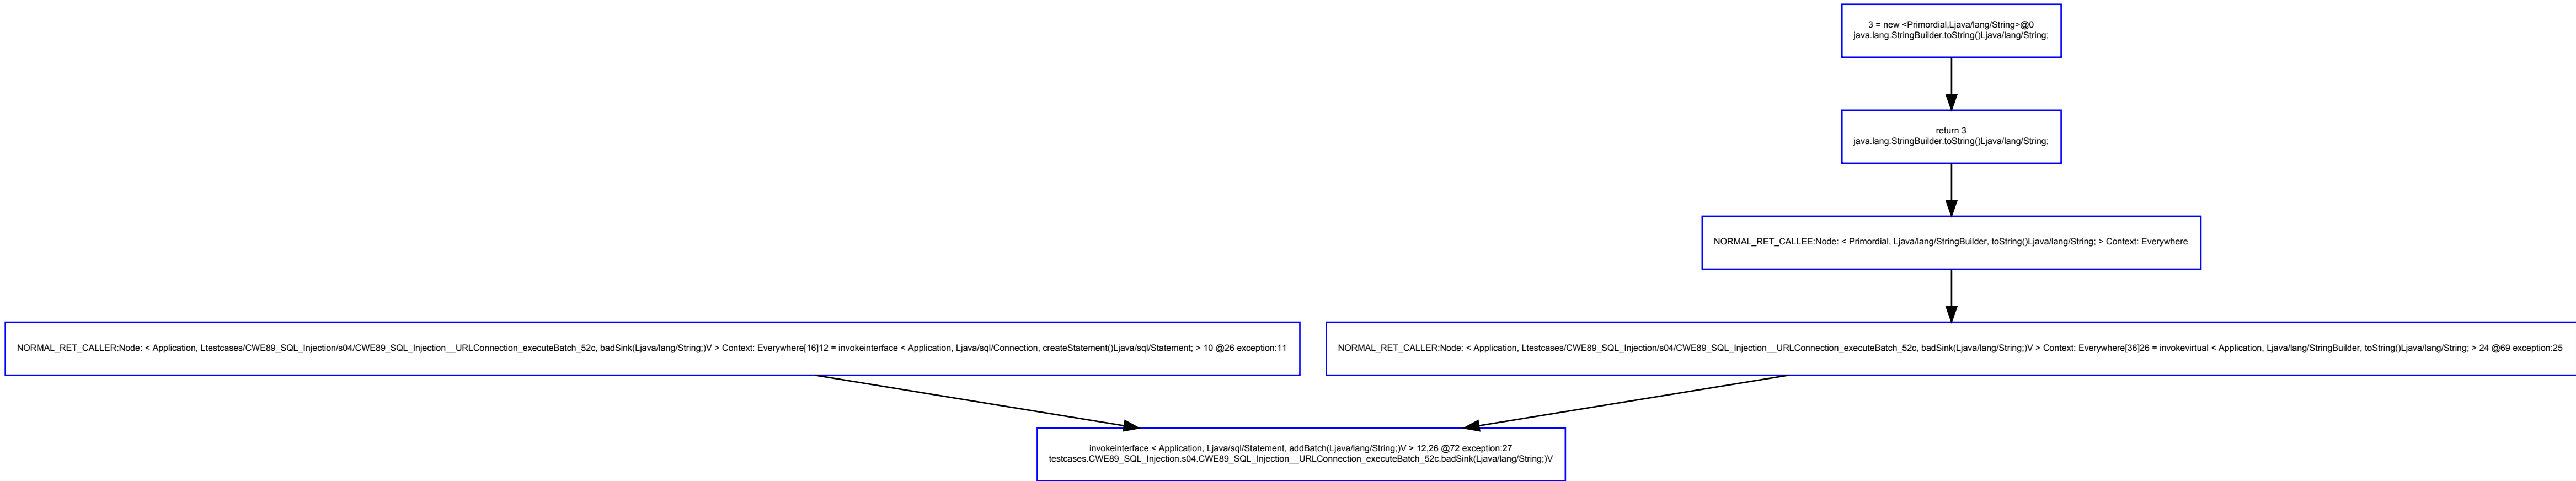 3 = new <Primordial,Ljava/lang/String>@0
java.lang.StringBuilder.toString()Ljava/lang/String;
return 3
java.lang.StringBuilder.toString()Ljava/lang/String;
NORMAL_RET_CALLEE:Node: < Primordial, Ljava/lang/StringBuilder, toString()Ljava/lang/String; > Context: Everywhere
NORMAL_RET_CALLER:Node: < Application, Ltestcases/CWE89_SQL_Injection/s04/CWE89_SQL_Injection__URLConnection_executeBatch_52c, badSink(Ljava/lang/String;)V > Context: Everywhere[16]12 = invokeinterface < Application, Ljava/sql/Connection, createStatement()Ljava/sql/Statement; > 10 @26 exception:11
NORMAL_RET_CALLER:Node: < Application, Ltestcases/CWE89_SQL_Injection/s04/CWE89_SQL_Injection__URLConnection_executeBatch_52c, badSink(Ljava/lang/String;)V > Context: Everywhere[36]26 = invokevirtual < Application, Ljava/lang/StringBuilder, toString()Ljava/lang/String; > 24 @69 exception:25
invokeinterface < Application, Ljava/sql/Statement, addBatch(Ljava/lang/String;)V > 12,26 @72 exception:27
testcases.CWE89_SQL_Injection.s04.CWE89_SQL_Injection__URLConnection_executeBatch_52c.badSink(Ljava/lang/String;)V